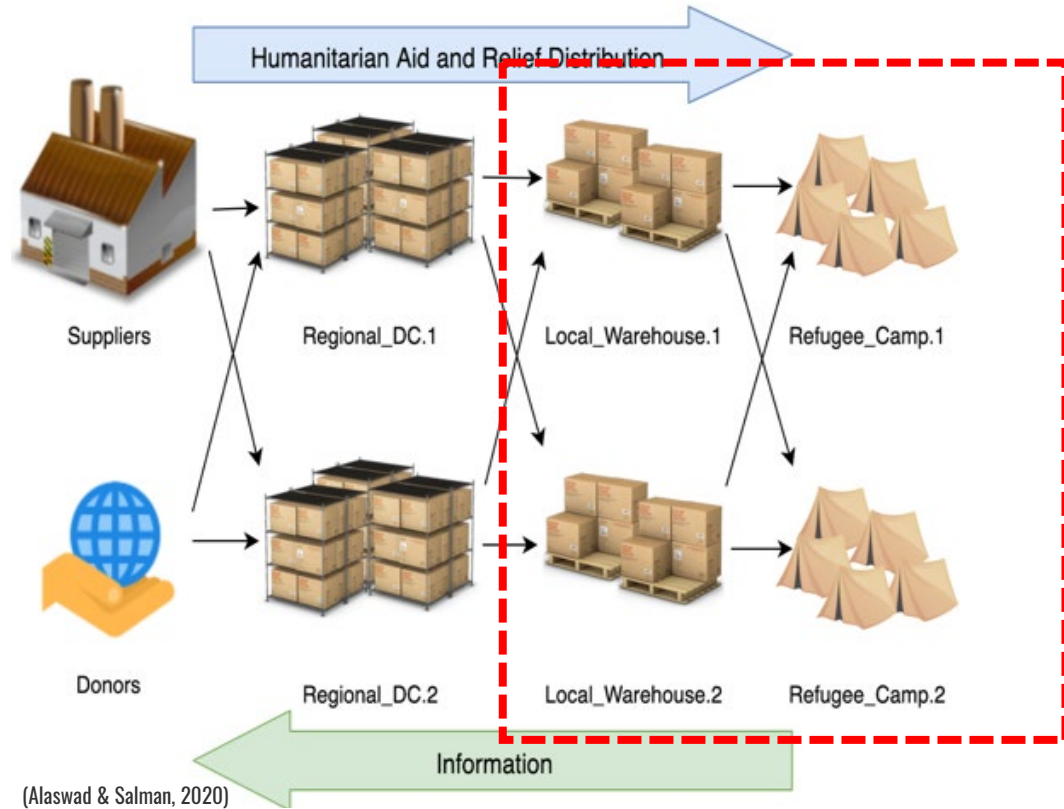 Humanitarian Aid and Relief Distribution
Suppliers
Regional_DC.1
Local_Warehouse.1
Refugee_Camp.1
Donors
Regional_DC.2
Local_Warehouse.2
Refugee_Camp.2
Information
(Alaswad & Salman, 2020)